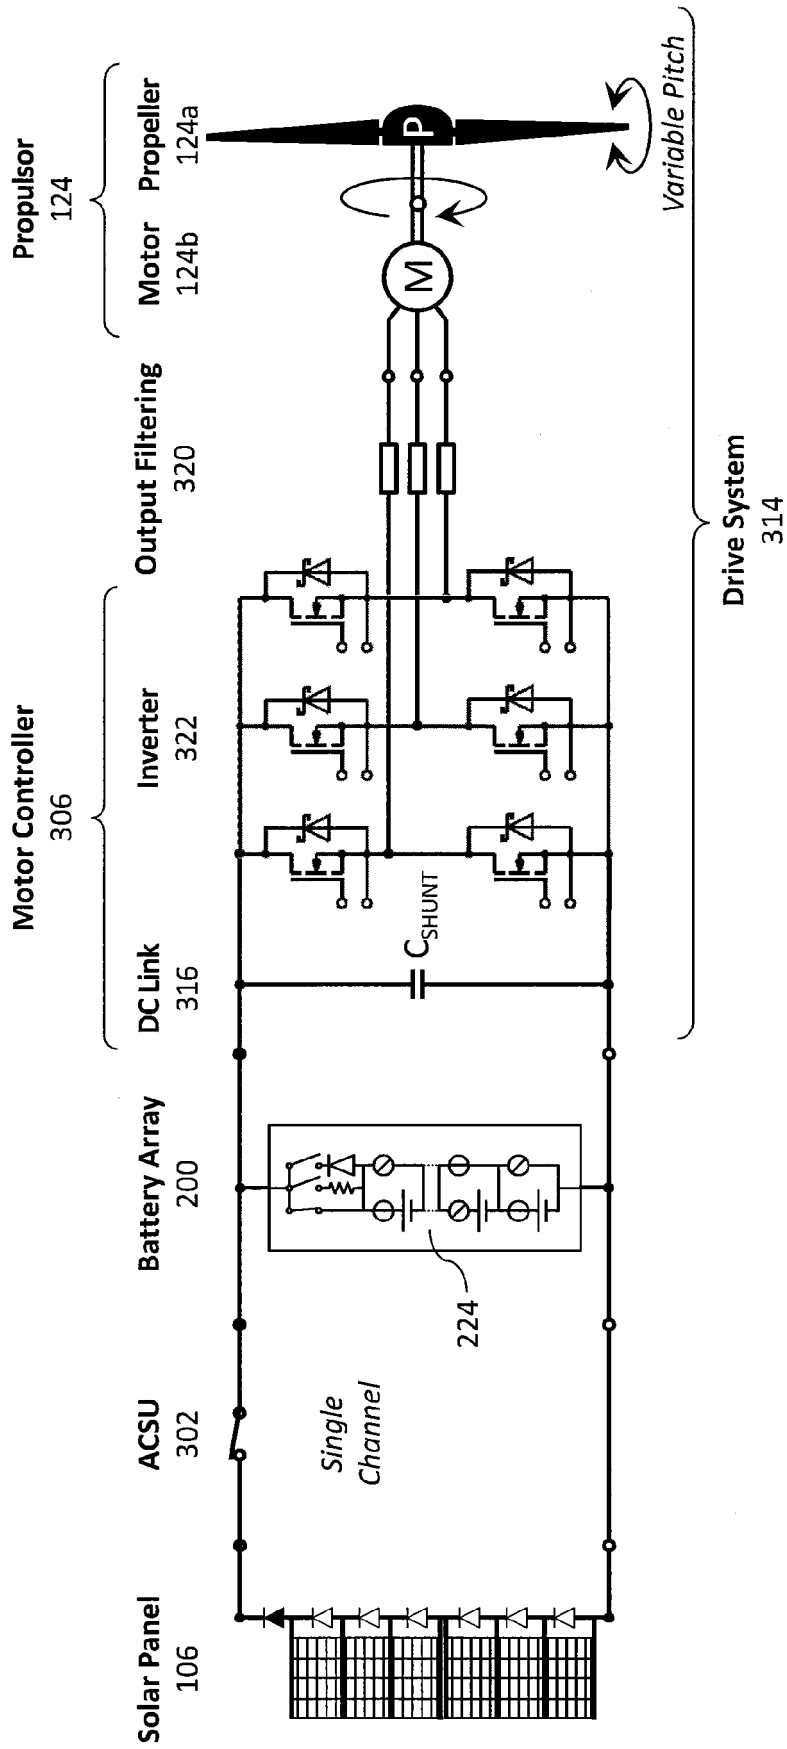 Solar Panel
106
ACSU
302
Battery Array
200
Motor Controller
306
DC Link
316
Inverter
322
Output Filtering
320
Propulsor
124
Motor
124b
Propeller
124a
Single
Channel
224
C SHUNT
M
P
Variable Pitch
Drive System
314